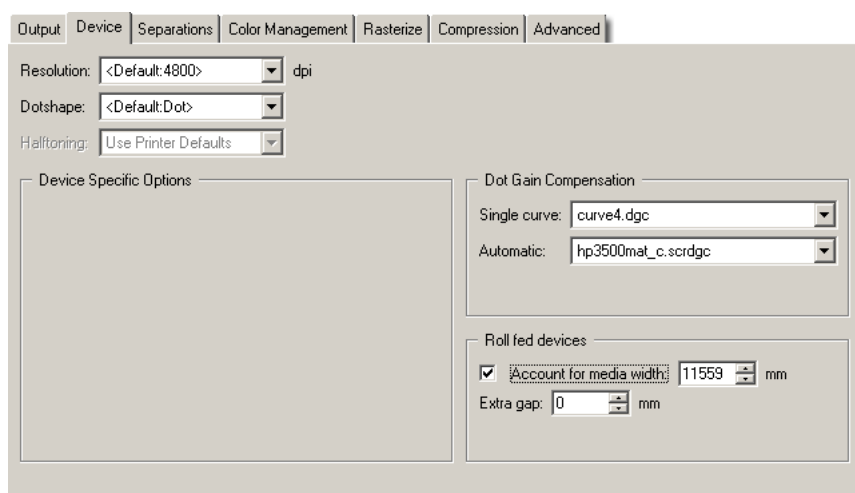 Output Device Separations Color Management Rasterize Compression Advanced
Resolution: <Default:4800> dpi
Dotshape: <Default:Dot>
Halftoning: Use Printer Defaults
Device Specific Options
Dot Gain Compensation
Single curve: curve4.dgc
Automatic: hp3500mat_c.scrdgc
Roll fed devices
Account for media width: 11559 mm
Extra gap: 0 mm